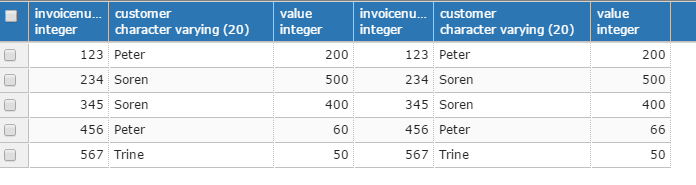 invoicenu... customer value invoicenu... customer value
integer character varying (20) integer integer character varying (20) integer
123 Peter 200 123 Peter 200
234 Soren 500 234 Soren 500
345 Soren 400 345 Soren 400
456 Peter 60 456 Peter 66
567 Trine 50 567 Trine 50